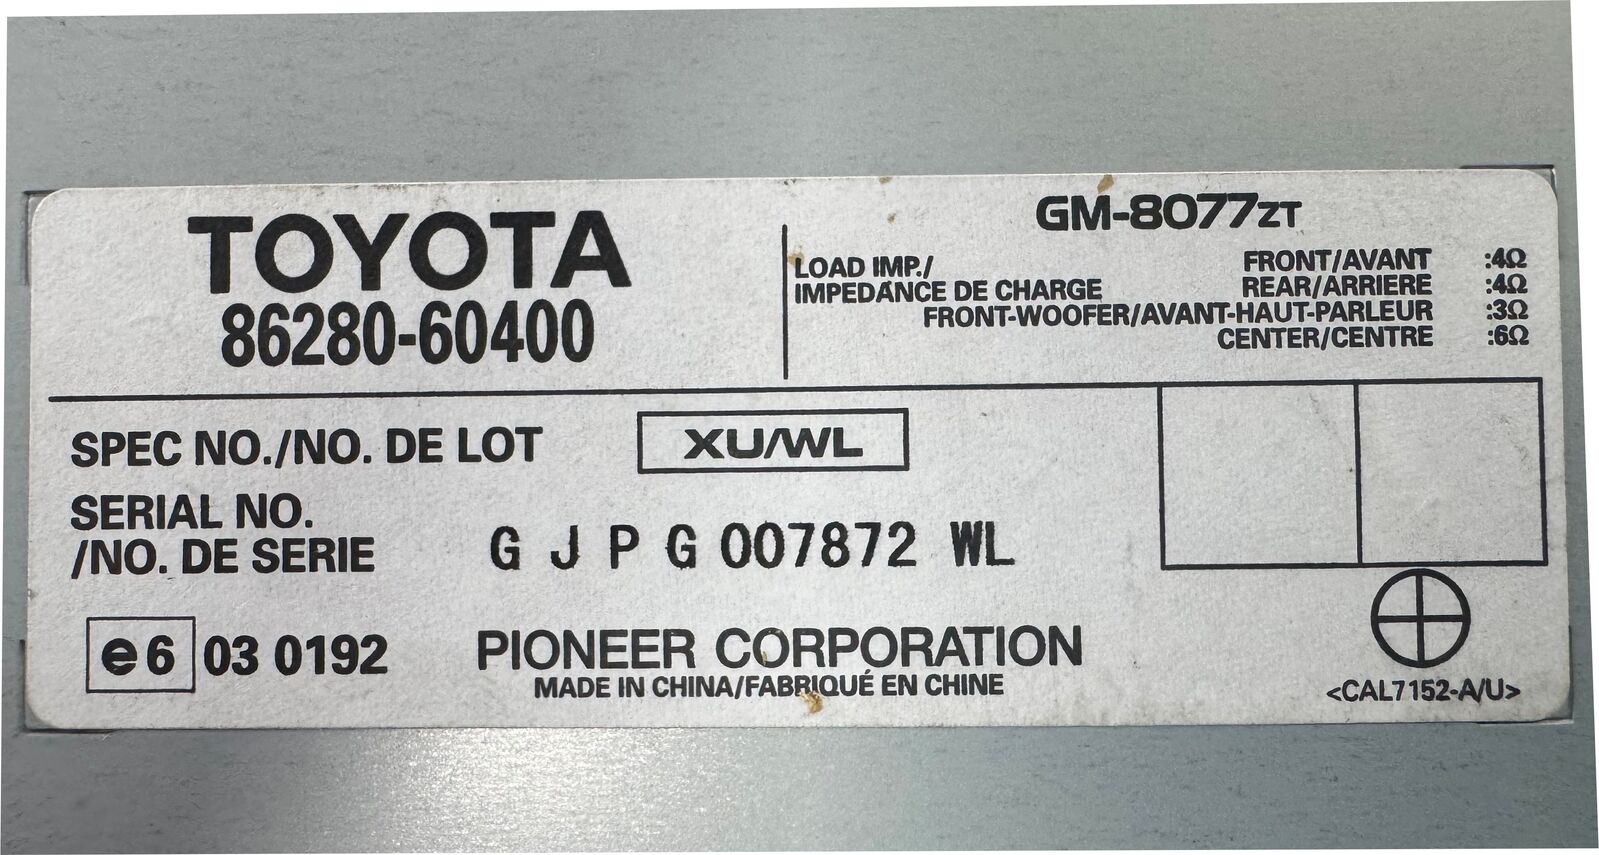 TOYOTA
86280-60400
GM-8077ZT
LOAD IMP./
IMPEDANCE DE CHARGE
FRONT/AVANT :4Ω
REAR/ARRIERE :4Ω
FRONT-WOOFER/AVANT-HAUT-PARLEUR :3Ω
CENTER/CENTRE :6Ω
SPEC NO./NO. DE LOT XU/WL
SERIAL NO.
/NO. DE SERIE G J P G 007872 WL
e6 03 0192
PIONEER CORPORATION
MADE IN CHINA/FABRIQUÉ EN CHINE
<CAL7152-A/U>